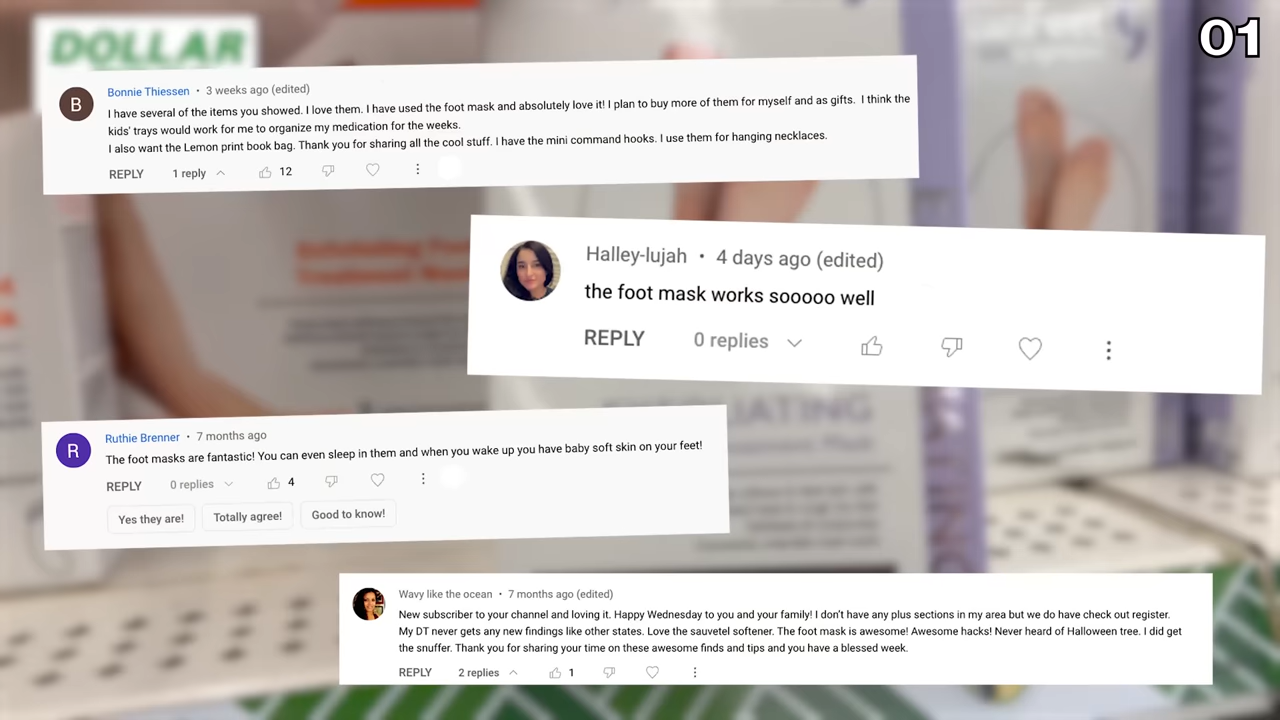 DOLLAR
01
B
Bonnie Thiessen • 3 weeks ago (edited)
I have several of the items you showed. I love them. I have used the foot mask and absolutely love it! I plan to buy more of them for myself and as gifts. I think the
kids' trays would work for me to organize my medication for the weeks.
I also want the Lemon print book bag. Thank you for sharing all the cool stuff. I have the mini command hooks. I use them for hanging necklaces.
REPLY 1 reply 12
Halley-lujah • 4 days ago (edited)
the foot mask works sooooo well
REPLY 0 replies
R
Ruthie Brenner • 7 months ago
The foot masks are fantastic! You can even sleep in them and when you wake up you have baby soft skin on your feet!
REPLY 0 replies 4
Yes they are! Totally agree! Good to know!
Wavy like the ocean • 7 months ago (edited)
New subscriber to your channel and loving it. Happy Wednesday to you and your family! I don't have any plus sections in my area but we do have check out register.
My DT never gets any new findings like other states. Love the sauvetel softener. The foot mask is awesome! Awesome hacks! Never heard of Halloween tree. I did get
the snuffer. Thank you for sharing your time on these awesome finds and tips and you have a blessed week.
REPLY 2 replies 1